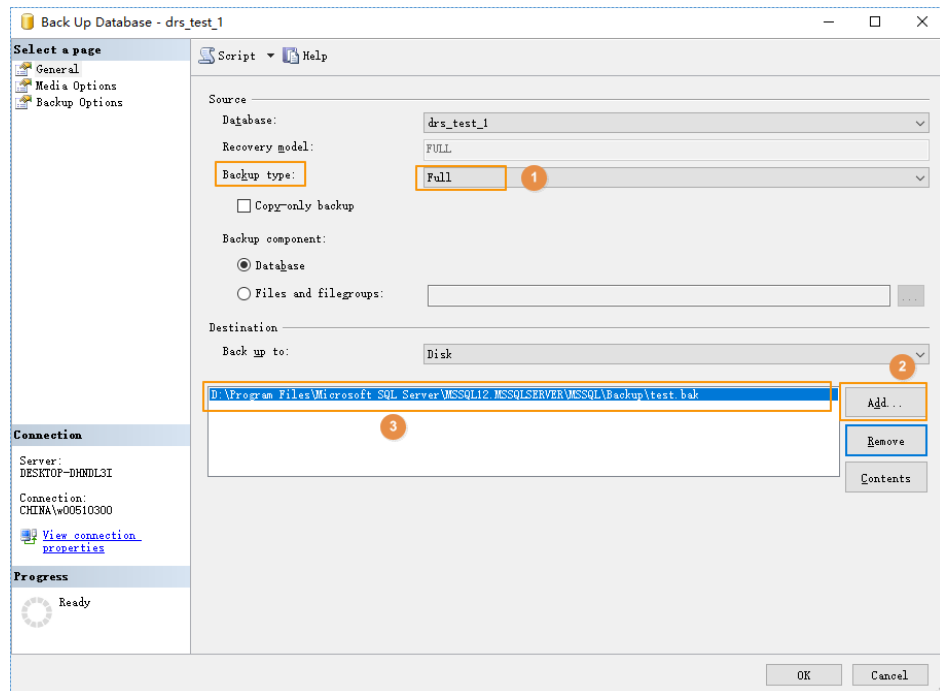 Back Up Database - drs_test_1
Select a page
General
Media Options
Backup Options
Script
Help
Source
Database:
drs_test_1
Recovery model:
FULL
Backup type:
Full
1
Copy-only backup
Backup component:
Database
Files and filegroups:
...
Destination
Back up to:
Disk
2
D:\Program Files\Microsoft SQL Server\MSSQL12.MSSQLSERVER\MSSQL\Backup\test.bak
Add...
3
Remove
Contents
Connection
Server:
DESKTOP-DHNDL3I
Connection:
CHINA\w00510300
View connection
properties
Progress
Ready
OK
Cancel